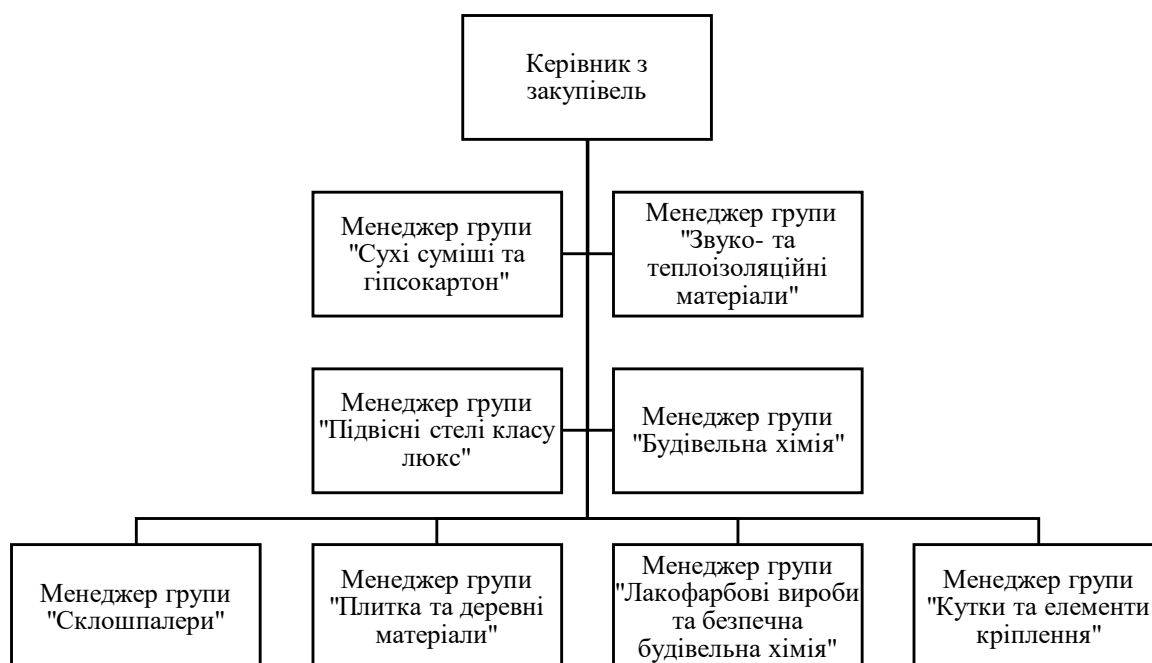 Керівник з
закупівель
Менеджер групи
"Сухі суміші та
гіпсокартон"
Менеджер групи
"Звуко- та
теплоізоляційні
матеріали"
Менеджер групи
"Підвісні стелі класу
люкс"
Менеджер групи
"Будівельна хімія"
Менеджер групи
"Склошпалери"
Менеджер групи
"Плитка та деревні
матеріали"
Менеджер групи
"Лакофарбові вироби
та безпечна
будівельна хімія"
Менеджер групи
"Кутки та елементи
кріплення"